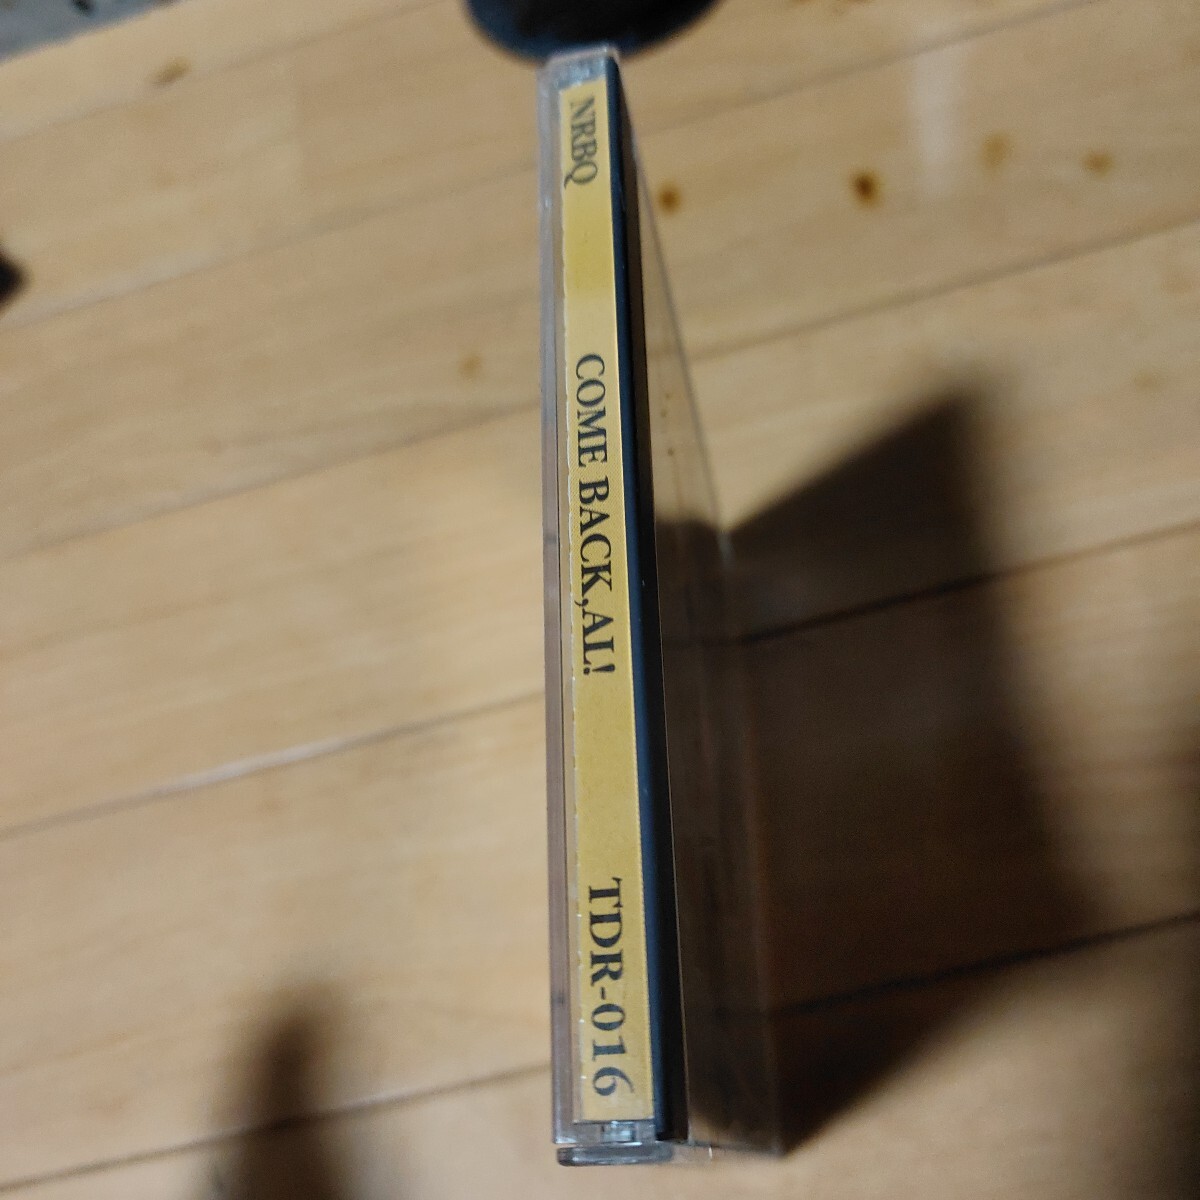 NRBQ COME BACK,AL! TDR-016